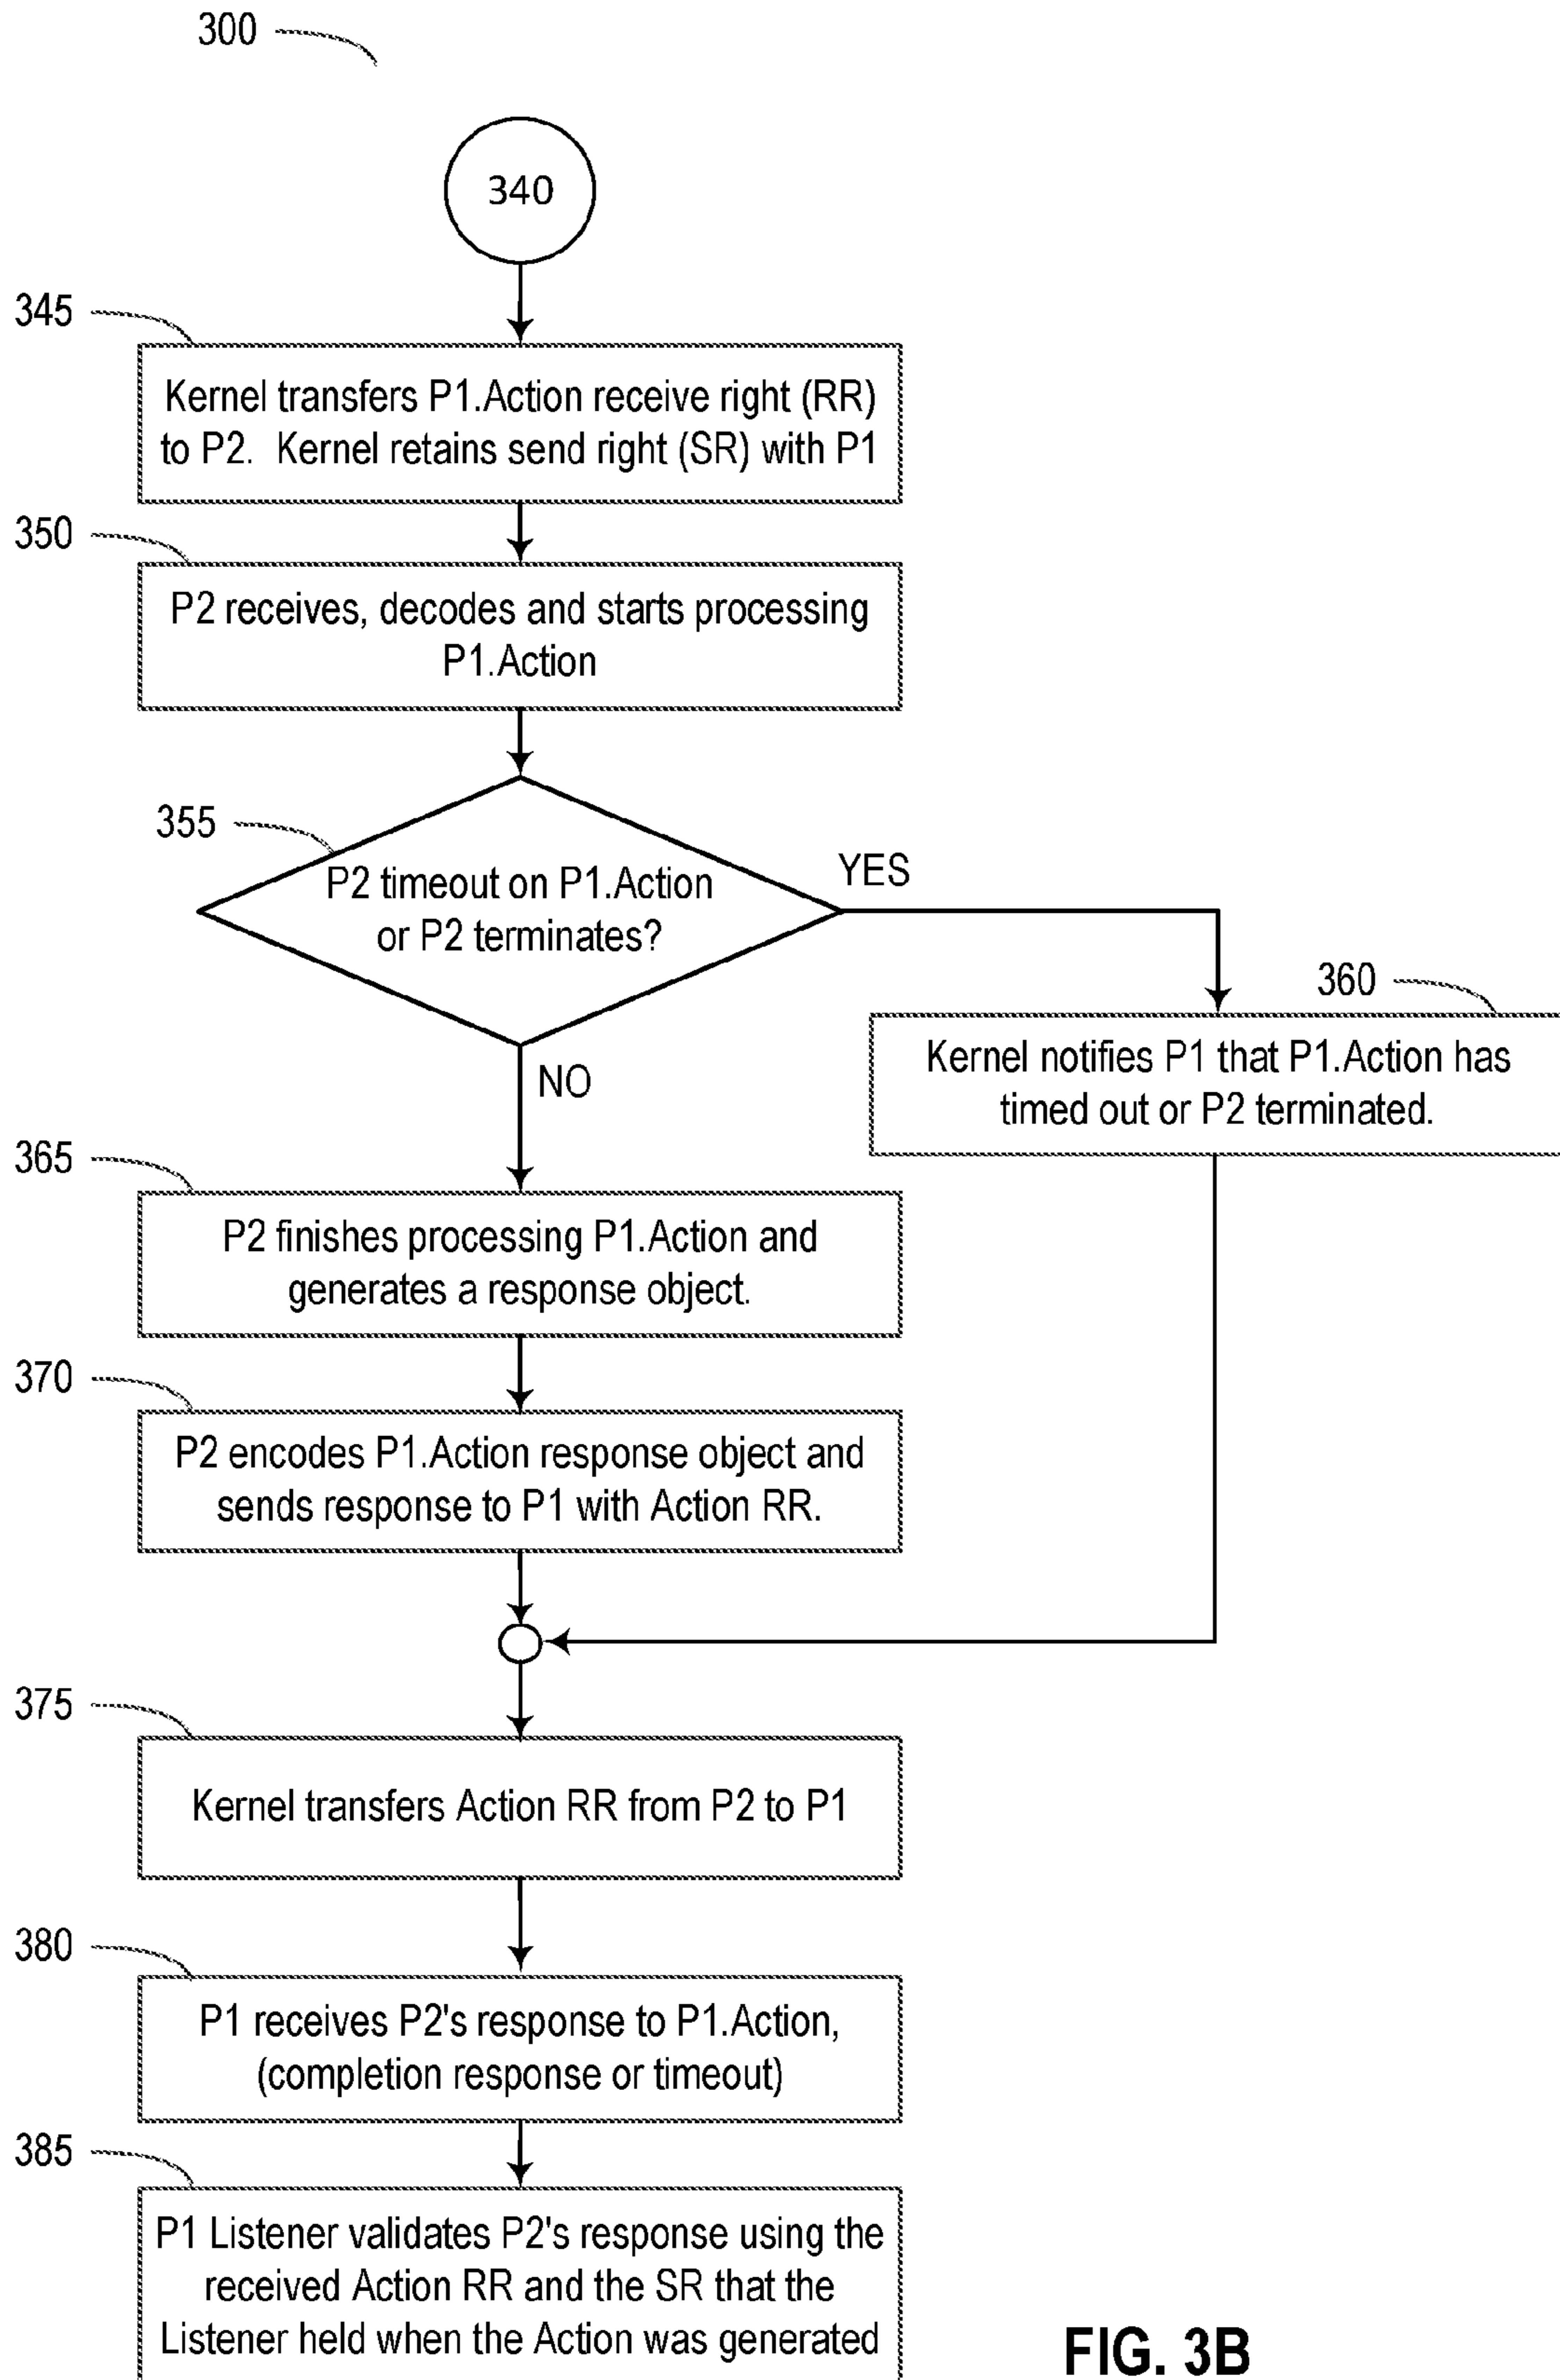 300
340
345
Kernel transfers P1.Action receive right (RR)
to P2. Kernel retains send right (SR) with P1
350
P2 receives, decodes and starts processing
P1.Action
355
P2 timeout on P1.Action
or P2 terminates?
YES
360
Kernel notifies P1 that P1.Action has
timed out or P2 terminated.
NO
365
P2 finishes processing P1.Action and
generates a response object.
370
P2 encodes P1.Action response object and
sends response to P1 with Action RR.
375
Kernel transfers Action RR from P2 to P1
380
P1 receives P2's response to P1.Action,
(completion response or timeout)
385
P1 Listener validates P2's response using the
received Action RR and the SR that the
Listener held when the Action was generated
FIG. 3B